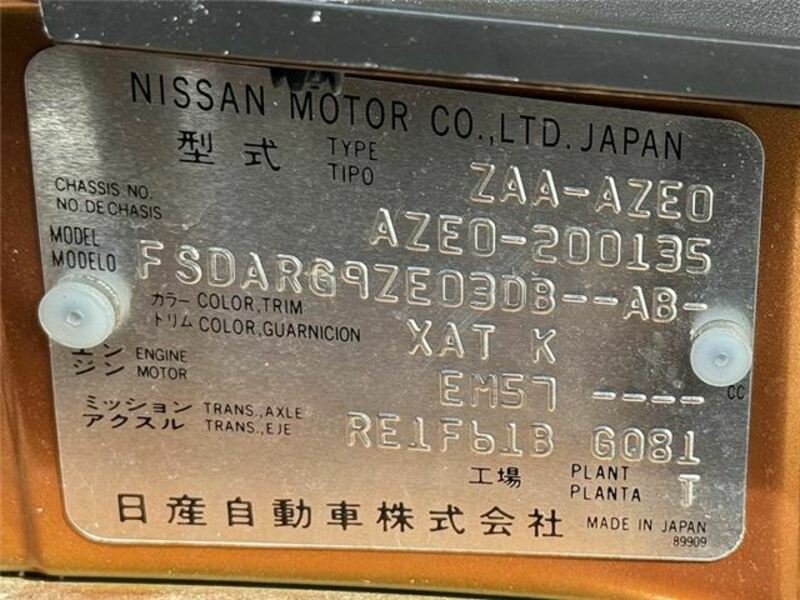 NISSAN MOTOR CO.,LTD. JAPAN
型式 TYPE TIPO ZAA-AZE0
CHASSIS NO. NO. DE CHASIS AZE0-200135
MODEL MODELO FSDARG9ZE03DB--AB-
カラー COLOR,TRIM
トリム COLOR,GUARNICION XAT K
エンジン ENGINE MOTOR EM57 ---- CC
ミッション TRANS.,AXLE
アクスル TRANS.,EJE RE1F61B G081
工場 PLANT PLANTA T
日産自動車株式会社 MADE IN JAPAN
89909